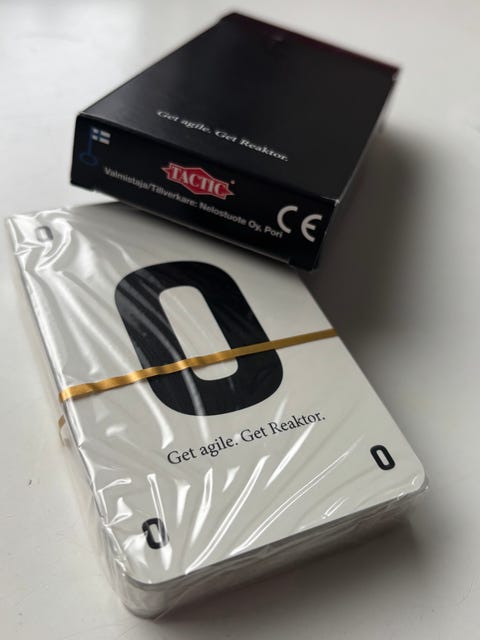 Get agile. Get Reaktor.
TACTIC
Valmistaja/Tillverkare: Nelostuote Oy, Pori
CE
0
0
Get agile. Get Reaktor.
0
0